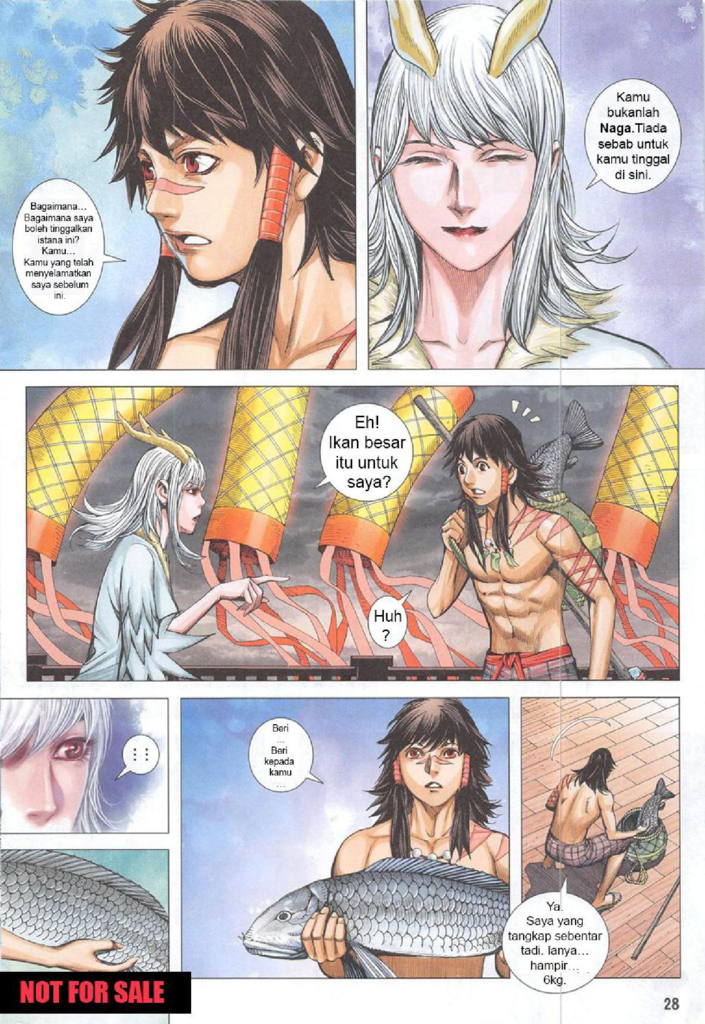 Bagaimana...
Bagaimana saya
boleh tinggalkan
istana ini?
Kamu...
Kamu yang telah
menyelamatkan
saya sebelum
ini.
Kamu
bukanlah
Naga.Tiada
sebab untuk
kamu tinggal
di sini.
Eh!
Ikan besar
itu untuk
saya?
Huh
?
: :
Beri
...
Beri
kepada
kamu
...
Ya.
Saya yang
tangkap sebentar
tadi. Ianya...
hampir...
6kg.
NOT FOR SALE
28